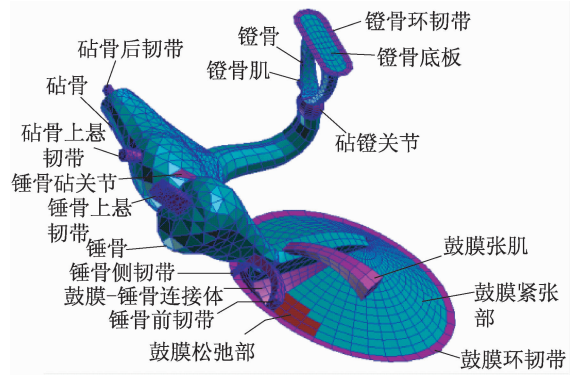 镫骨环韧带
镫骨
镫骨底板
镫骨肌
砧骨后韧带
砧骨
砧镫关节
砧骨上悬
韧带
锤骨砧关节
锤骨上悬
韧带
锤骨
鼓膜张肌
锤骨侧韧带
鼓膜-锤骨连接体
鼓膜紧张
部
锤骨前韧带
鼓膜松弛部
鼓膜环韧带